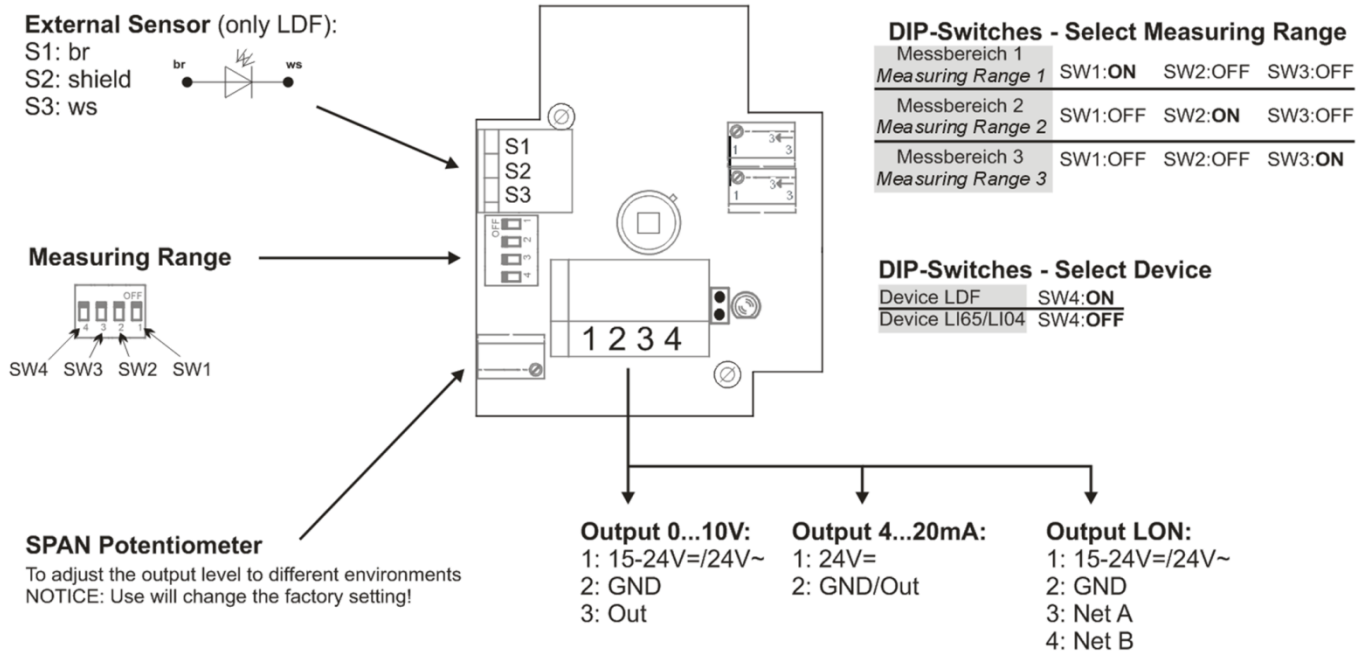 External Sensor (only LDF):
S1: br
S2: shield
S3: ws
br
ws
S1
S2
S3
OFF
1
2
3
4
1
3
3
1
3
3
1 2 3 4
DIP-Switches - Select Measuring Range
Messbereich 1
Measuring Range 1
SW1:ON SW2:OFF SW3:OFF
Messbereich 2
Measuring Range 2
SW1:OFF SW2:ON SW3:OFF
Messbereich 3
Measuring Range 3
SW1:OFF SW2:OFF SW3:ON
Measuring Range
OFF
4 3 2 1
SW4 SW3 SW2 SW1
DIP-Switches - Select Device
Device LDF SW4:ON
Device LI65/LI04 SW4:OFF
SPAN Potentiometer
To adjust the output level to different environments
NOTICE: Use will change the factory setting!
Output 0...10V:
1: 15-24V=/24V~
2: GND
3: Out
Output 4...20mA:
1: 24V=
2: GND/Out
Output LON:
1: 15-24V=/24V~
2: GND
3: Net A
4: Net B